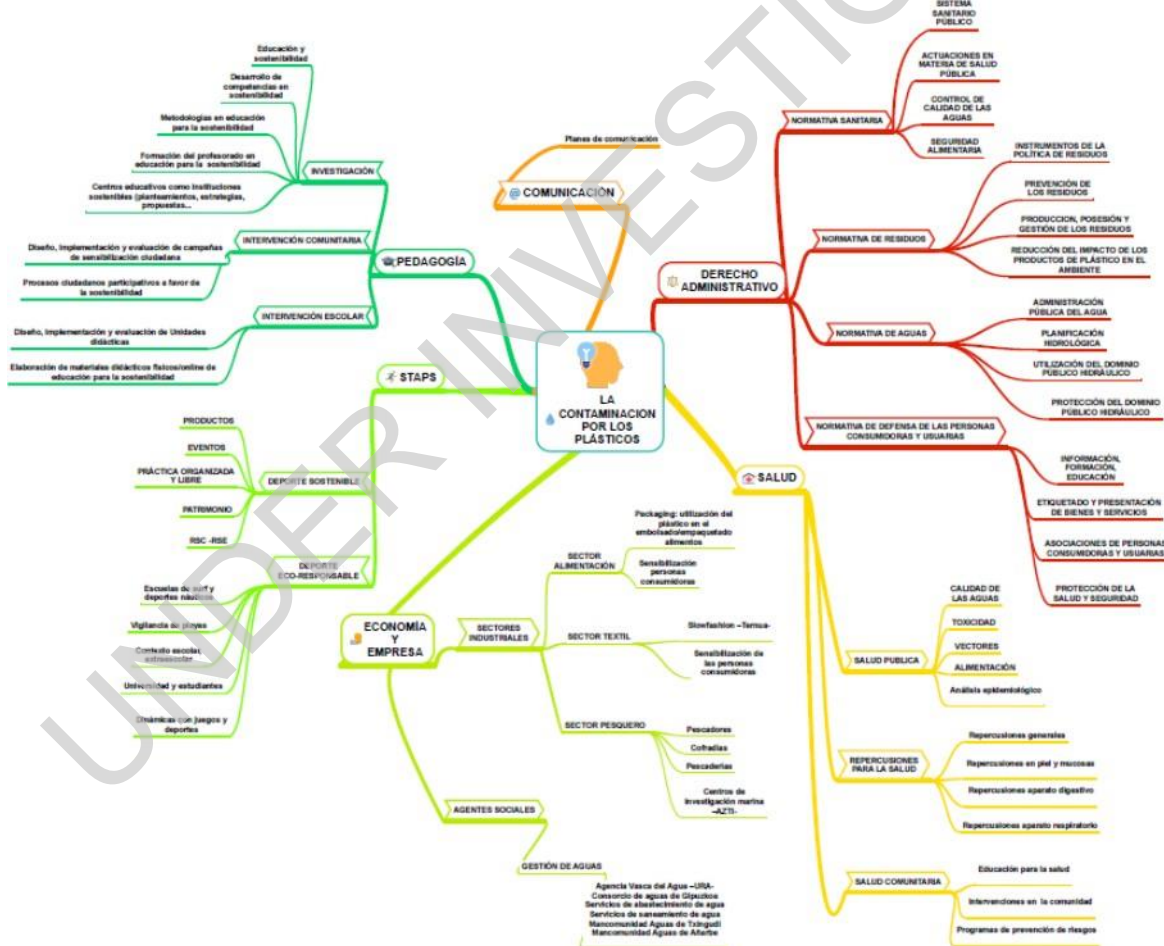 UNDER INVESTIG
LA
CONTAMINACION
POR LOS
PLÁSTICOS
COMUNICACIÓN
Planes de comunicación
PEDAGOGÍA
INVESTIGACIÓN
Educación y
sostenibilidad
Desarrollo de
competencias en
sostenibilidad
Metodologías en educación
para la sostenibilidad
Formación del profesorado en
educación para la sostenibilidad
Centros educativos como instituciones
sostenibles (planteamientos, estrategias,
propuestas...
INTERVENCIÓN COMUNITARIA
Diseño, implementación y evaluación de campañas
de sensibilización ciudadana
Procesos ciudadanos participativos a favor de
la sostenibilidad
INTERVENCIÓN ESCOLAR
Diseño, implementación y evaluación de Unidades
didácticas
Elaboración de materiales didácticos físicos/online de
educación para la sostenibilidad
STAPS
DEPORTE SOSTENIBLE
PRODUCTOS
EVENTOS
PRÁCTICA ORGANIZADA
Y LIBRE
PATRIMONIO
RSC -RSE
DEPORTE
ECO-RESPONSABLE
Escuelas de surf y
deportes náuticos
Vigilancia de playas
Contexto escolar,
extraescolar
Universidad y estudiantes
Dinámicas con juegos y
deportes
ECONOMÍA
Y
EMPRESA
SECTORES
INDUSTRIALES
SECTOR
ALIMENTACIÓN
Packaging: utilización del
plástico en el
embolsado/empaquetado
alimentos
Sensibilización
personas
consumidoras
SECTOR TEXTIL
Slowfashion –Ternua-
Sensibilización de
las personas
consumidoras
SECTOR PESQUERO
Pescadores
Cofradías
Pescaderías
Centros de
investigación marina
–AZTI-
AGENTES SOCIALES
GESTIÓN DE AGUAS
Agencia Vasca del Agua –URA-
Consorcio de aguas de Gipuzkoa
Servicios de abastecimiento de agua
Servicios de saneamiento de agua
Mancomunidad Aguas de Txingudi
Mancomunidad Aguas de Añarbe
DERECHO
ADMINISTRATIVO
NORMATIVA SANITARIA
SISTEMA
SANITARIO
PÚBLICO
ACTUACIONES EN
MATERIA DE SALUD
PÚBLICA
CONTROL DE
CALIDAD DE LAS
AGUAS
SEGURIDAD
ALIMENTARIA
NORMATIVA DE RESIDUOS
INSTRUMENTOS DE LA
POLÍTICA DE RESIDUOS
PREVENCIÓN DE
LOS RESIDUOS
PRODUCCION, POSESIÓN Y
GESTIÓN DE LOS RESIDUOS
REDUCCIÓN DEL IMPACTO DE LOS
PRODUCTOS DE PLÁSTICO EN EL
AMBIENTE
NORMATIVA DE AGUAS
ADMINISTRACIÓN
PÚBLICA DEL AGUA
PLANIFICACIÓN
HIDROLÓGICA
UTILIZACIÓN DEL DOMINIO
PÚBLICO HIDRÁULICO
PROTECCIÓN DEL DOMINIO
PÚBLICO HIDRÁULICO
NORMATIVA DE DEFENSA DE LAS PERSONAS
CONSUMIDORAS Y USUARIAS
INFORMACIÓN,
FORMACIÓN,
EDUCACIÓN
ETIQUETADO Y PRESENTACIÓN
DE BIENES Y SERVICIOS
ASOCIACIONES DE PERSONAS
CONSUMIDORAS Y USUARIAS
PROTECCIÓN DE LA
SALUD Y SEGURIDAD
SALUD
SALUD PUBLICA
CALIDAD DE
LAS AGUAS
TOXICIDAD
VECTORES
ALIMENTACIÓN
Análisis epidemiológico
REPERCUSIONES
PARA LA SALUD
Repercusiones generales
Repercusiones en piel y mucosas
Repercusiones aparato digestivo
Repercusiones aparato respiratorio
SALUD COMUNITARIA
Educación para la salud
Intervenciones en la comunidad
Programas de prevención de riesgos